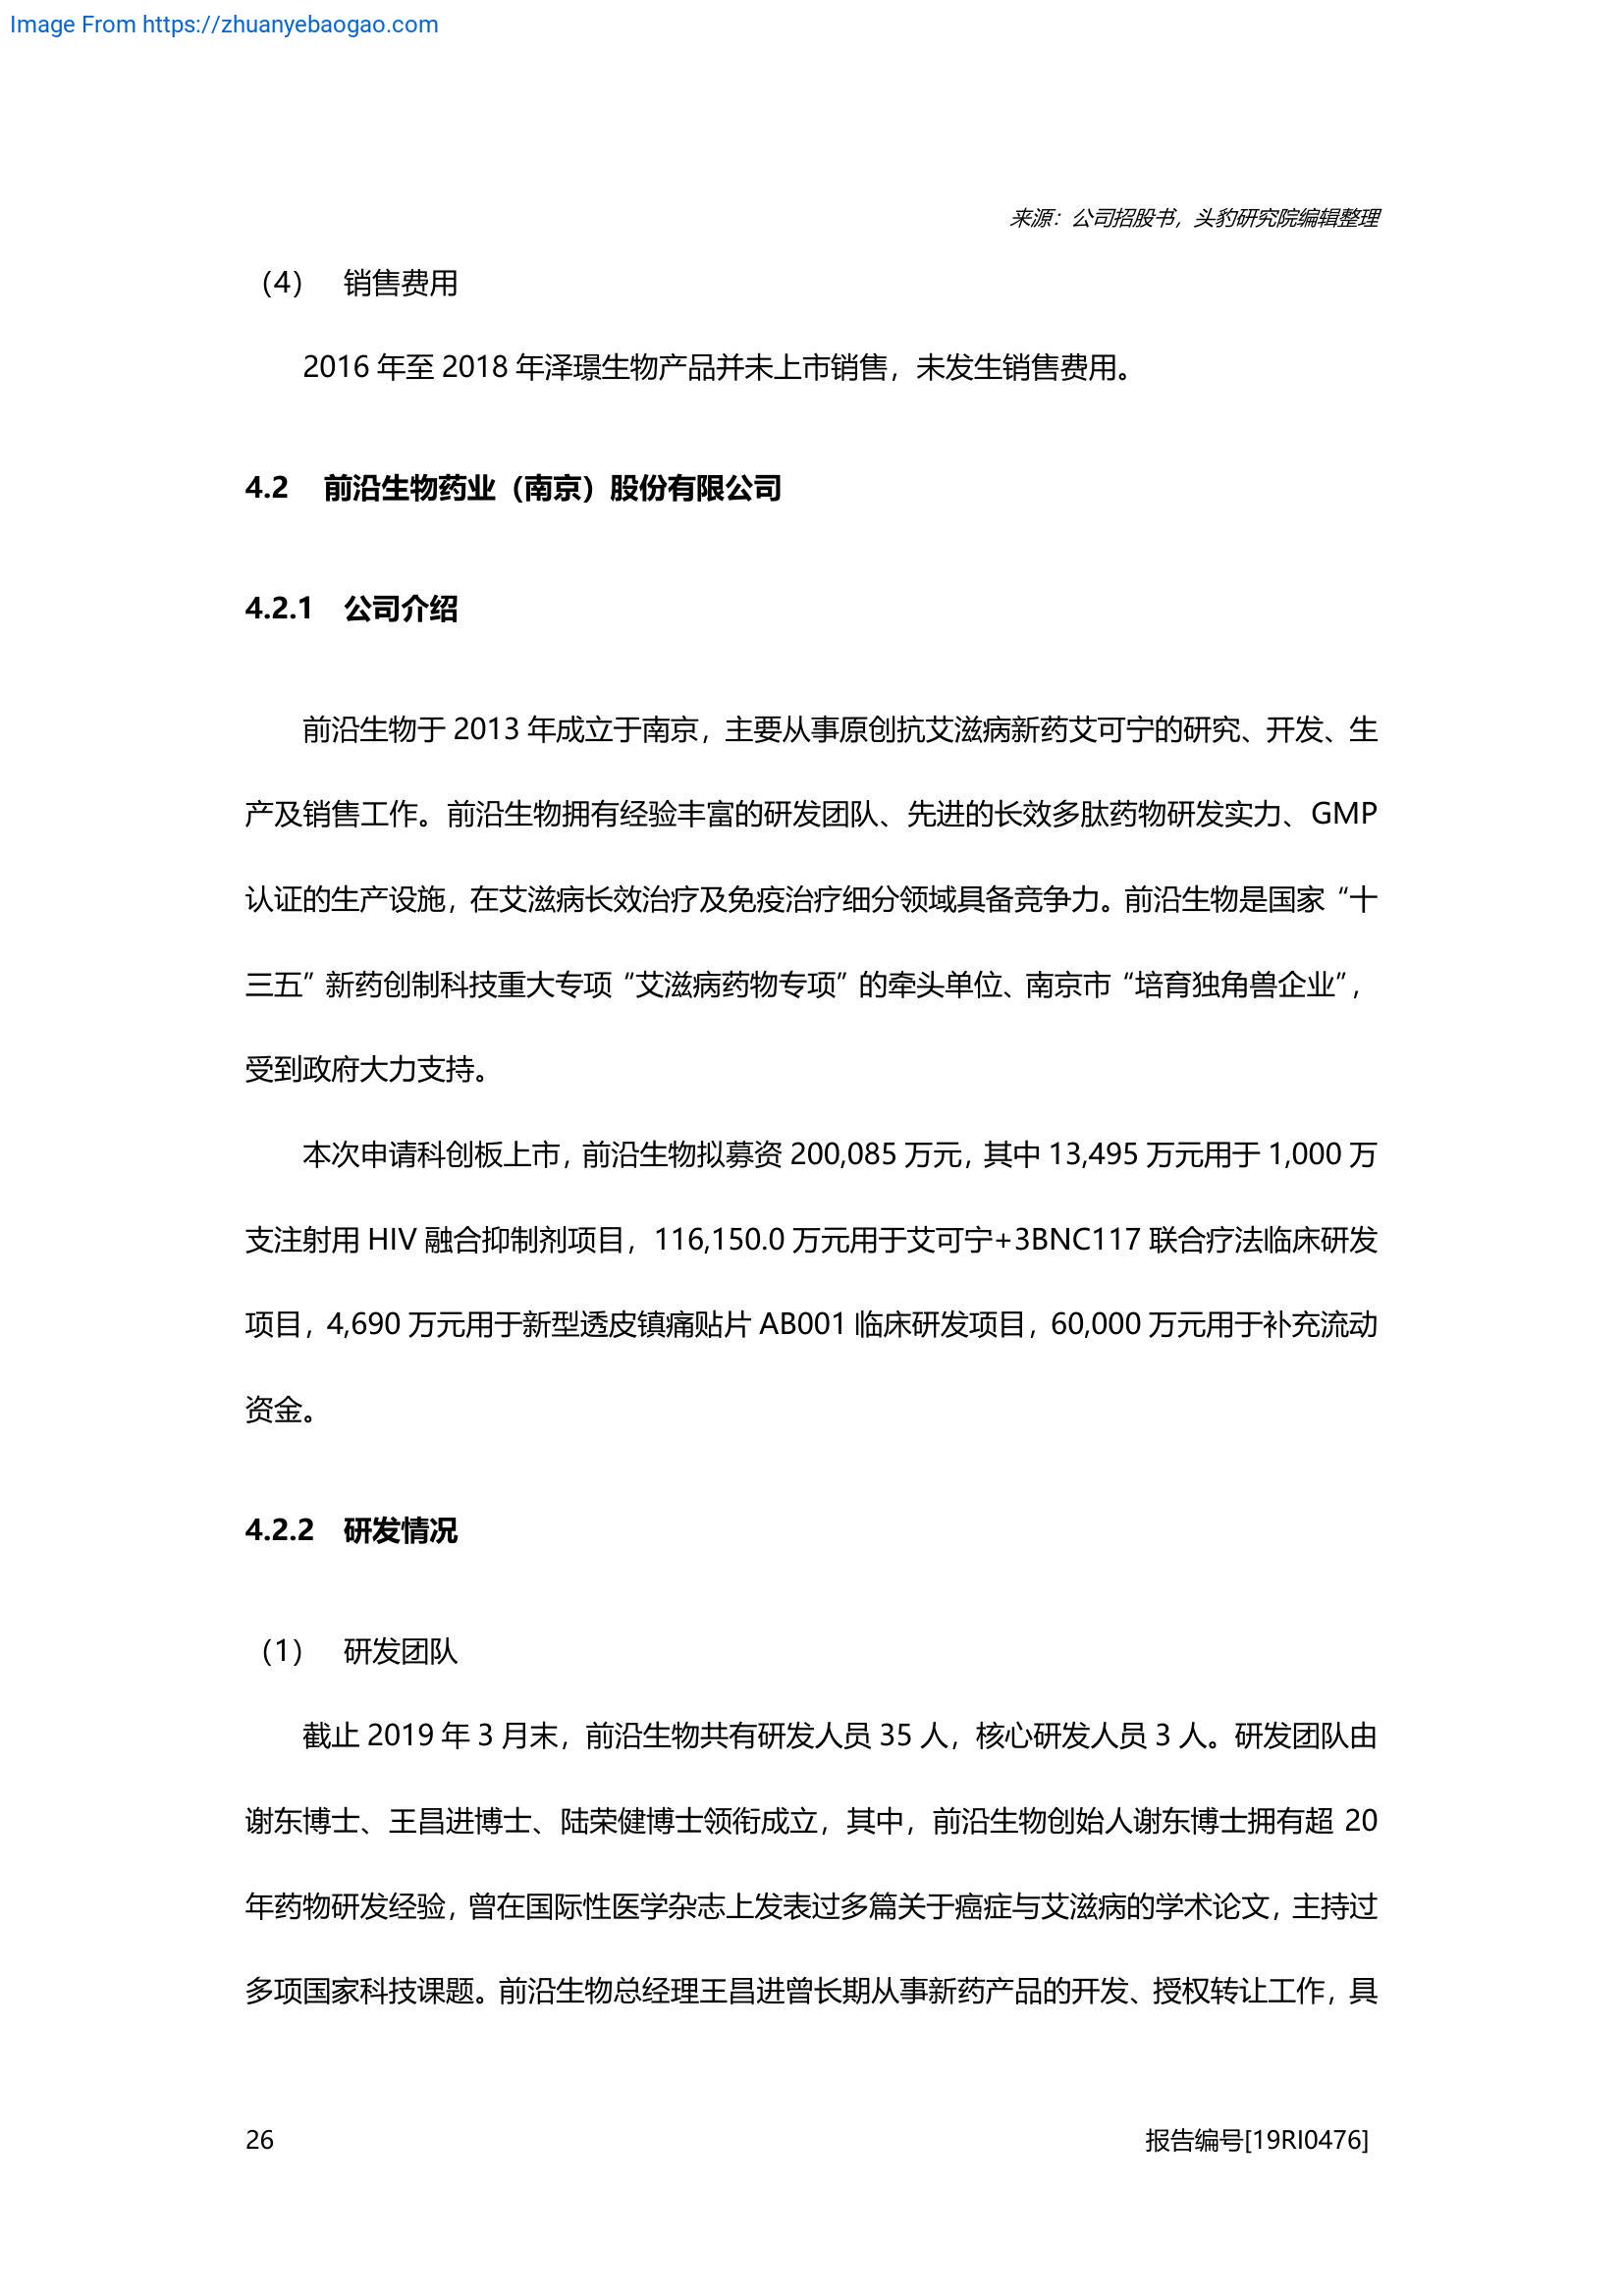 Image From https://zhuanyebaogao.com
来源：公司招股书，头豹研究院编辑整理
（4） 销售费用
2016 年至 2018 年泽璟生物产品并未上市销售，未发生销售费用。
4.2 前沿生物药业（南京）股份有限公司
4.2.1 公司介绍
前沿生物于 2013 年成立于南京，主要从事原创抗艾滋病新药艾可宁的研究、开发、生
产及销售工作。前沿生物拥有经验丰富的研发团队、先进的长效多肽药物研发实力、GMP
认证的生产设施，在艾滋病长效治疗及免疫治疗细分领域具备竞争力。前沿生物是国家“十
三五”新药创制科技重大专项“艾滋病药物专项”的牵头单位、南京市“培育独角兽企业”，
受到政府大力支持。
本次申请科创板上市，前沿生物拟募资 200,085 万元，其中 13,495 万元用于 1,000 万
支注射用 HIV 融合抑制剂项目，116,150.0 万元用于艾可宁+3BNC117 联合疗法临床研发
项目，4,690 万元用于新型透皮镇痛贴片 AB001 临床研发项目，60,000 万元用于补充流动
资金。
4.2.2 研发情况
（1） 研发团队
截止 2019 年 3 月末，前沿生物共有研发人员 35 人，核心研发人员 3 人。研发团队由
谢东博士、王昌进博士、陆荣健博士领衔成立，其中，前沿生物创始人谢东博士拥有超 20
年药物研发经验，曾在国际性医学杂志上发表过多篇关于癌症与艾滋病的学术论文，主持过
多项国家科技课题。前沿生物总经理王昌进曾长期从事新药产品的开发、授权转让工作，具
26 报告编号[19RI0476]